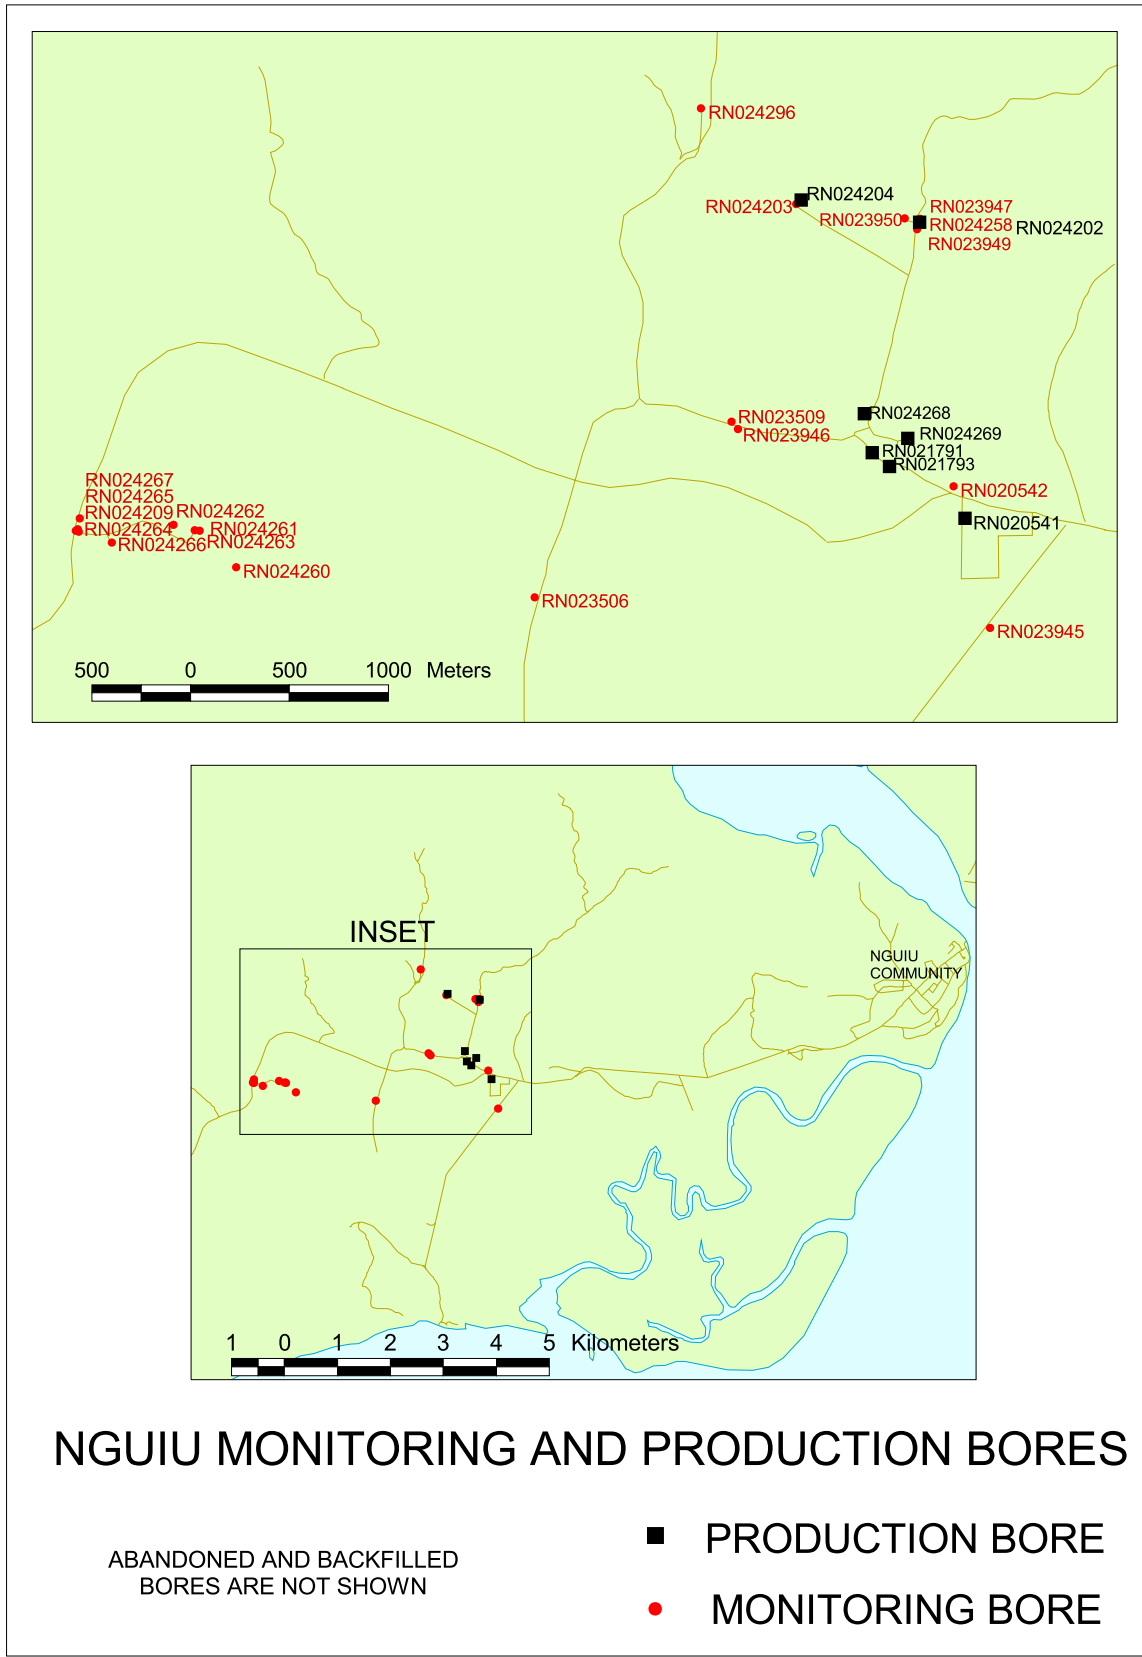 RN024296
RN024204
RN024203
RN023947
RN023950
RN024258
RN024202
RN023949
RN024268
RN023509
RN024269
RN023946
RN021791
RN021793
RN024267
RN024265
RN020542
RN024209
RN024262
RN020541
RN024264
RN024261
RN024266
RN024263
RN024260
RN023506
RN023945
500 0 500 1000 Meters
INSET
NGUIU
COMMUNITY
1 0 1 2 3 4 5 Kilometers
NGUIU MONITORING AND PRODUCTION BORES
PRODUCTION BORE
ABANDONED AND BACKFILLED
BORES ARE NOT SHOWN
MONITORING BORE